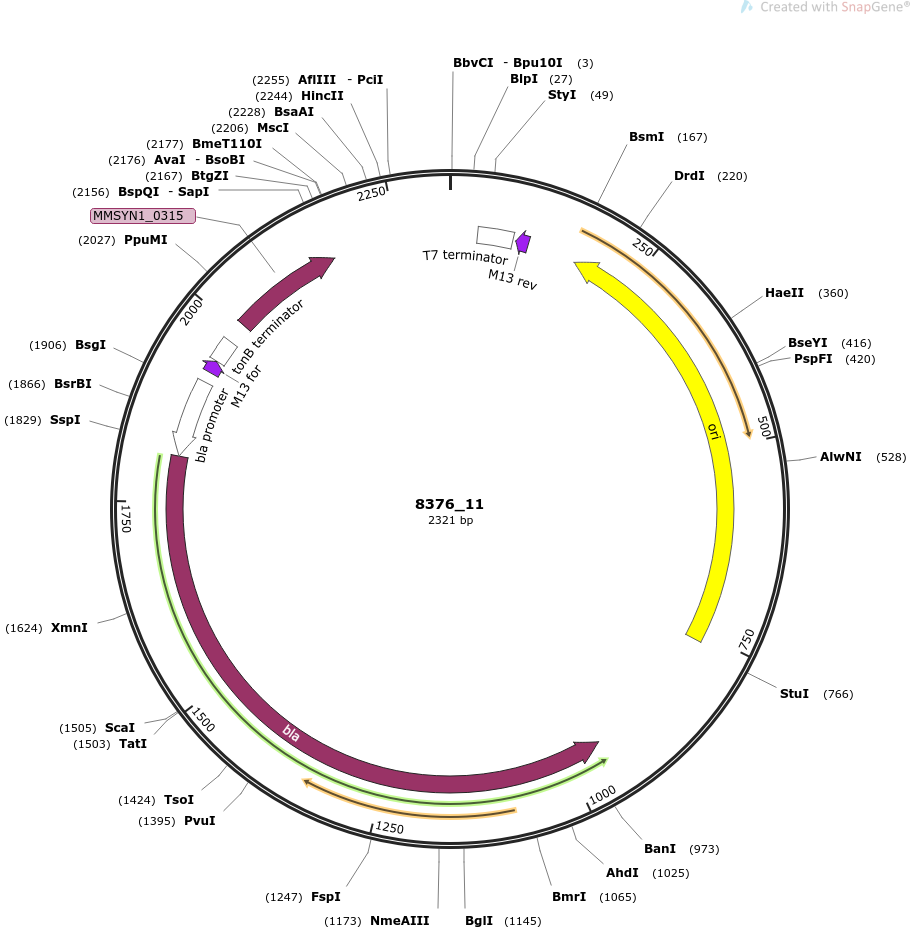 Created with SnapGene®
(2255) AflIII - PciI
(2244) HincII
(2228) BsaAI
(2206) MscI
(2177) BmeT110I
(2176) AvaI - BsoBI
(2167) BtgZI
(2156) BspQI - SapI
MMSYN1_0315
(2027) PpuMI
(1906) BsgI
(1866) BsrBI
(1829) SspI
(1624) XmnI
(1505) ScaI
(1503) TatI
(1424) TsoI
(1395) PvuI
(1247) FspI
(1173) NmeAIII
BbvCI - Bpu10I (3)
BlpI (27)
StyI (49)
BsmI (167)
DrdI (220)
HaeII (360)
BseYI (416)
PspFI (420)
AlwNI (528)
StuI (766)
BanI (973)
AhdI (1025)
BmrI (1065)
BglI (1145)
250
500
750
1000
1250
1500
1750
2000
2250
T7 terminator
M13 rev
ori
bla
bla promoter
M13 for
tonB terminator
8376_11
2321 bp